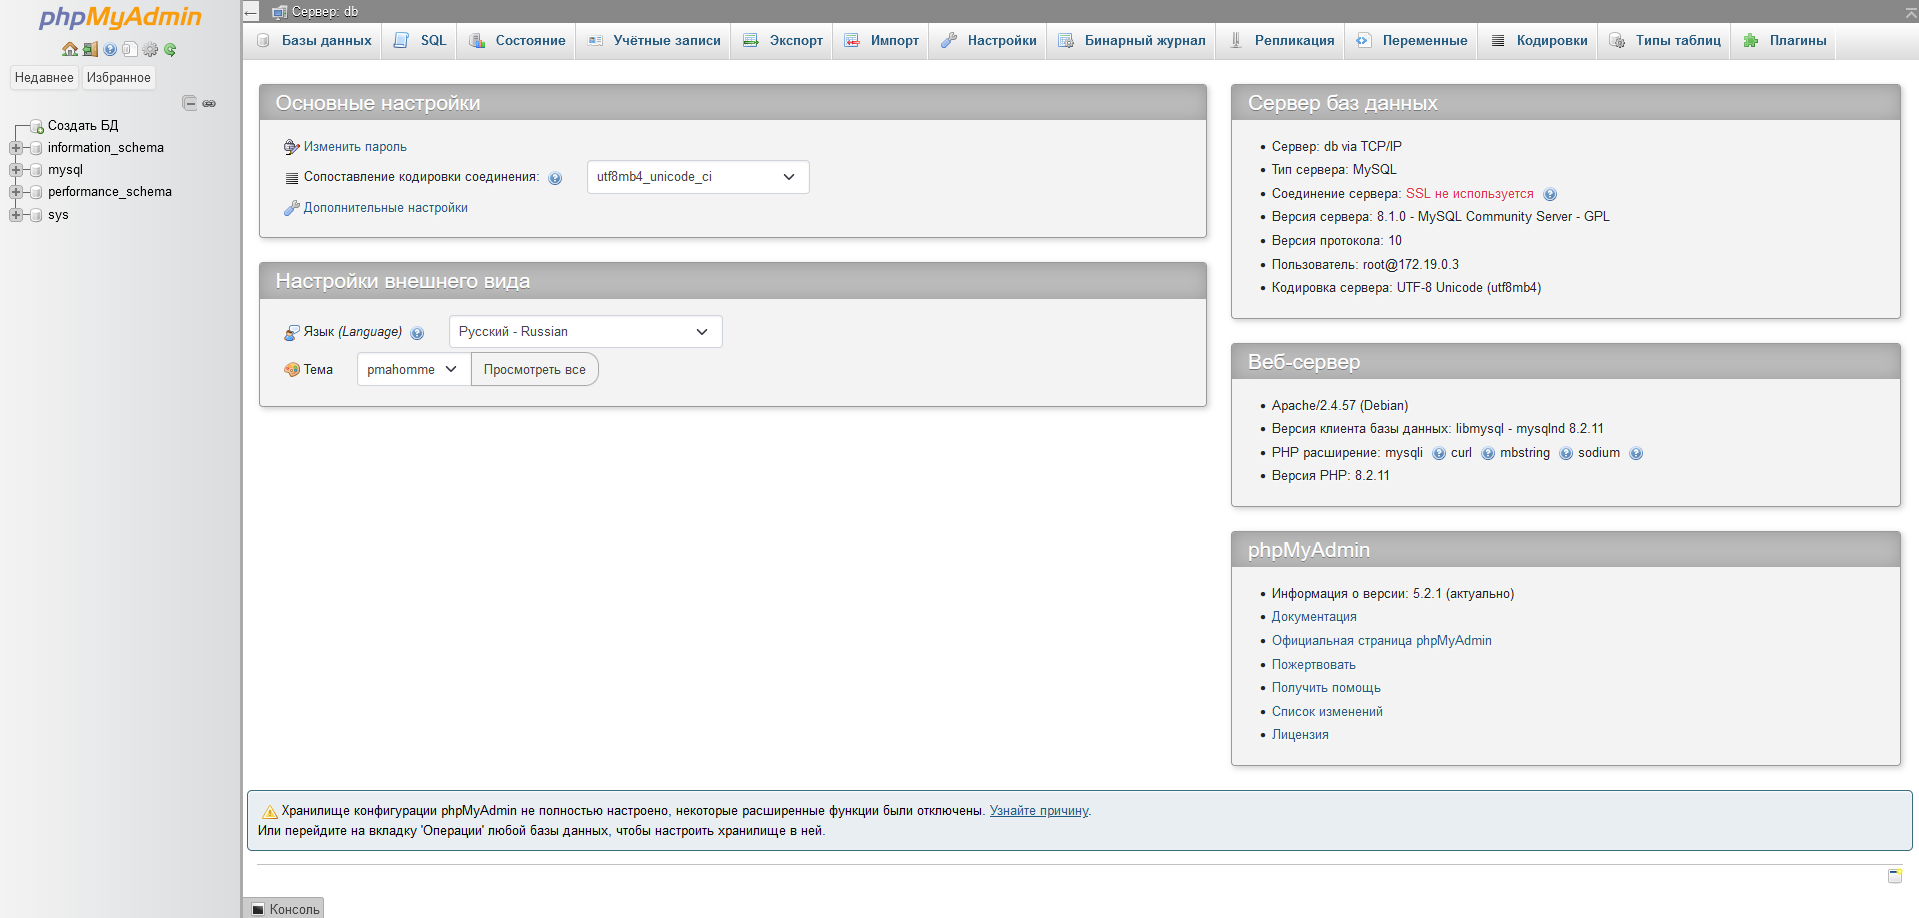 phpMyAdmin
Недавнее Избранное
Создать БД
information_schema
mysql
performance_schema
sys
Сервер: db
Базы данных SQL Состояние Учётные записи Экспорт Импорт Настройки Бинарный журнал Репликация Переменные Кодировки Типы таблиц Плагины
Основные настройки
Изменить пароль
Сопоставление кодировки соединения: utf8mb4_unicode_ci
Дополнительные настройки
Настройки внешнего вида
Язык (Language) Русский - Russian
Тема pmahomme Просмотреть все
Сервер баз данных
• Сервер: db via TCP/IP
• Тип сервера: MySQL
• Соединение сервера: SSL не используется
• Версия сервера: 8.1.0 - MySQL Community Server - GPL
• Версия протокола: 10
• Пользователь: root@172.19.0.3
• Кодировка сервера: UTF-8 Unicode (utf8mb4)
Веб-сервер
• Apache/2.4.57 (Debian)
• Версия клиента базы данных: libmysql - mysqlnd 8.2.11
• PHP расширение: mysqli curl mbstring sodium
• Версия PHP: 8.2.11
phpMyAdmin
• Информация о версии: 5.2.1 (актуально)
• Документация
• Официальная страница phpMyAdmin
• Пожертвовать
• Получить помощь
• Список изменений
• Лицензия
Хранилище конфигурации phpMyAdmin не полностью настроено, некоторые расширенные функции были отключены. Узнайте причину.
Или перейдите на вкладку 'Операции' любой базы данных, чтобы настроить хранилище в ней.
Консоль